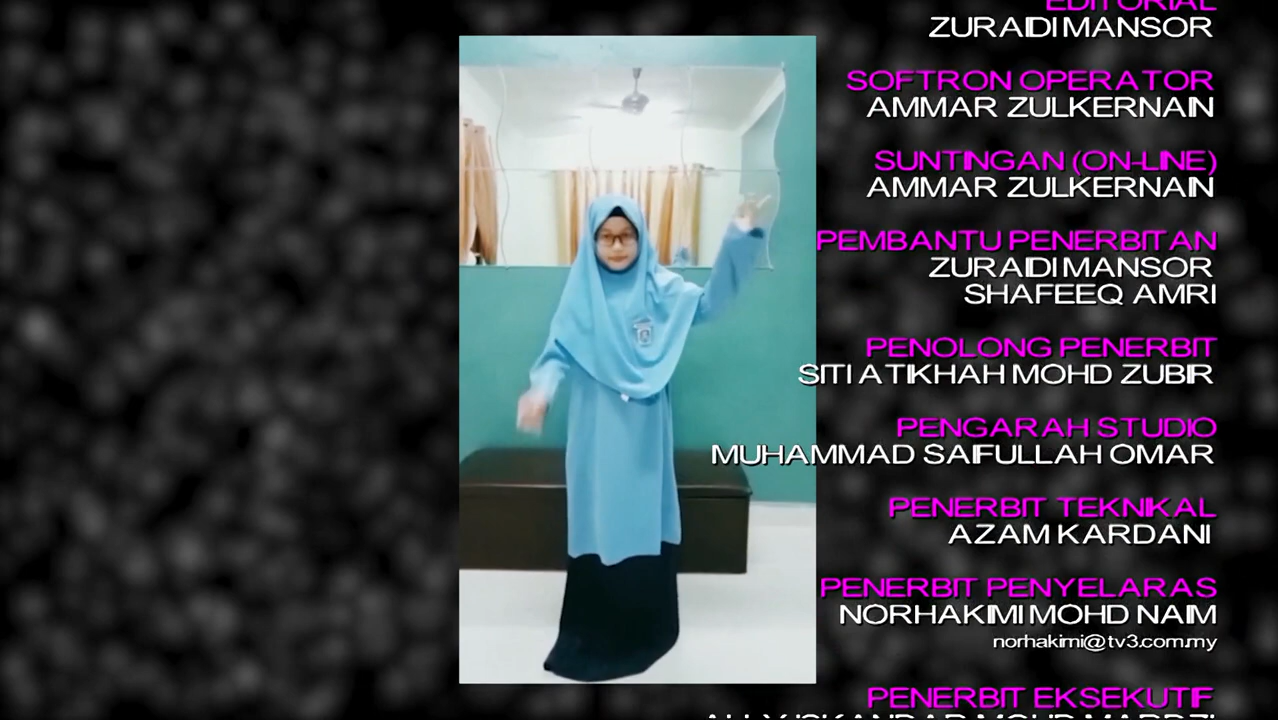 EDITORIAL
ZURAIDI MANSOR
SOFTRON OPERATOR
AMMAR ZULKERNAIN
SUNTINGAN (ON-LINE)
AMMAR ZULKERNAIN
PEMBANTU PENERBITAN
ZURAIDI MANSOR
SHAFEEQ AMRI
PENOLONG PENERBIT
SITI ATIKHAH MOHD ZUBIR
PENGARAH STUDIO
MUHAMMAD SAIFULLAH OMAR
PENERBIT TEKNIKAL
AZAM KARDANI
PENERBIT PENYELARAS
NORHAKIMI MOHD NAIM
norhakimi@tv3.com.my
PENERBIT EKSEKUTIF